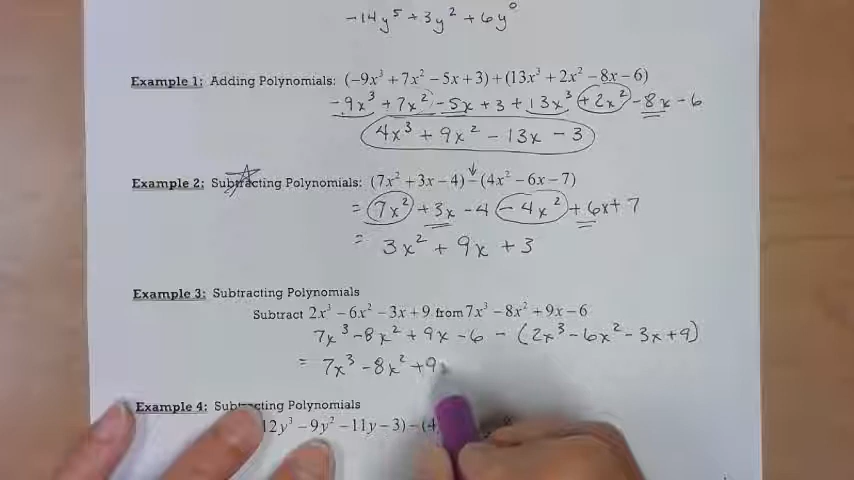 -14y⁵ + 3y² + 6y⁰
Example 1: Adding Polynomials: (-9x³ + 7x² - 5x + 3) + (13x³ + 2x² - 8x - 6)
-9x³ + 7x² - 5x + 3 + 13x³ + 2x² - 8x - 6
4x³ + 9x² - 13x - 3
Example 2: Subtracting Polynomials: (7x² + 3x - 4) - (4x² - 6x - 7)
= 7x² + 3x - 4 - 4x² + 6x + 7
= 3x² + 9x + 3
Example 3: Subtracting Polynomials
Subtract 2x³ - 6x² - 3x + 9 from 7x³ - 8x² + 9x - 6
7x³ - 8x² + 9x - 6 - (2x³ - 6x² - 3x + 9)
= 7x³ - 8x² + 9x
Example 4: Subtracting Polynomials
12y³ - 9y² - 11y - 3) - (4